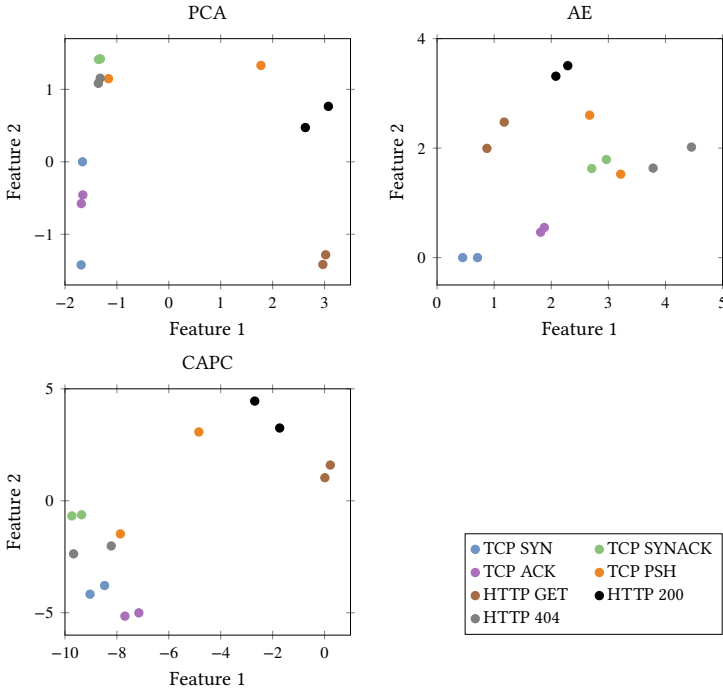 PCA
1
0
−1
−2
−1
0
1
2
3
Feature 1
Feature 2
AE
4
2
0
0
1
2
3
4
5
Feature 1
Feature 2
CAPC
5
0
−5
−10
−8
−6
−4
−2
0
Feature 1
Feature 2
TCP SYN
TCP SYNACK
TCP ACK
TCP PSH
HTTP GET
HTTP 200
HTTP 404